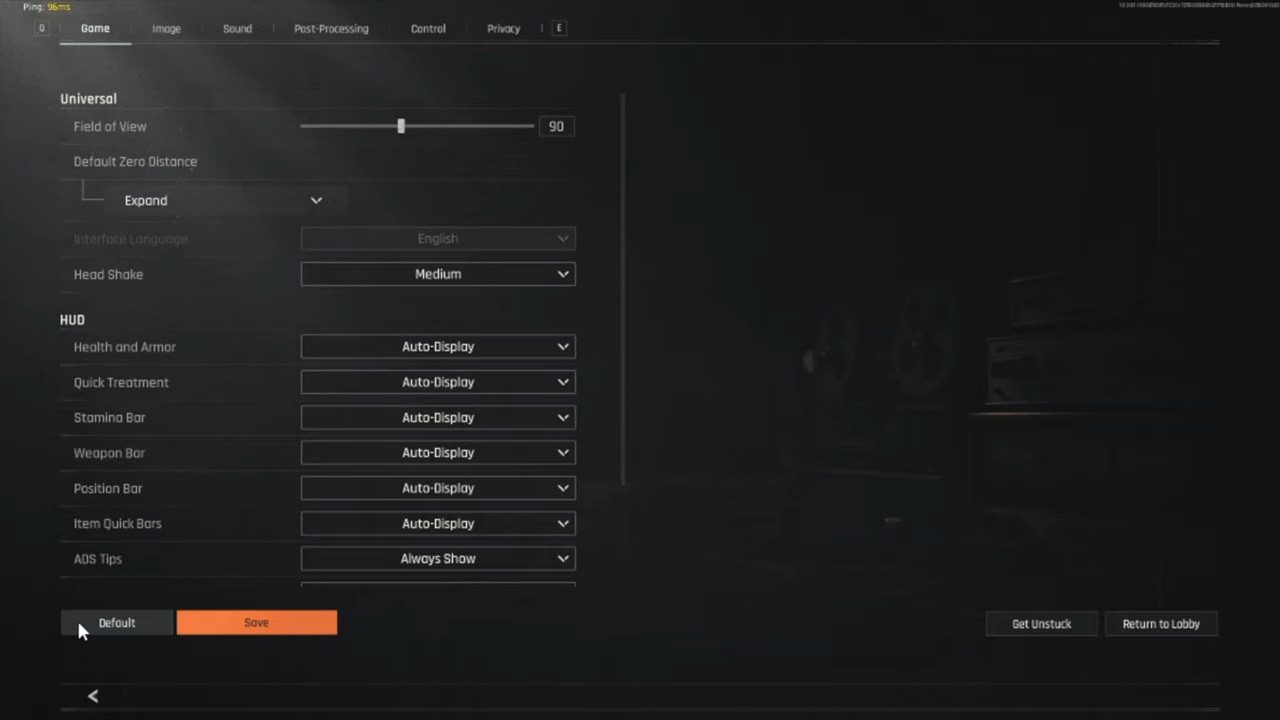 Ping: 96ms
Q Game Image Sound Post-Processing Control Privacy E
Universal
Field of View 90
Default Zero Distance
Expand
Interface Language English
Head Shake Medium
HUD
Health and Armor Auto-Display
Quick Treatment Auto-Display
Stamina Bar Auto-Display
Weapon Bar Auto-Display
Position Bar Auto-Display
Item Quick Bars Auto-Display
ADS Tips Always Show
Default Save Get Unstuck Return to Lobby